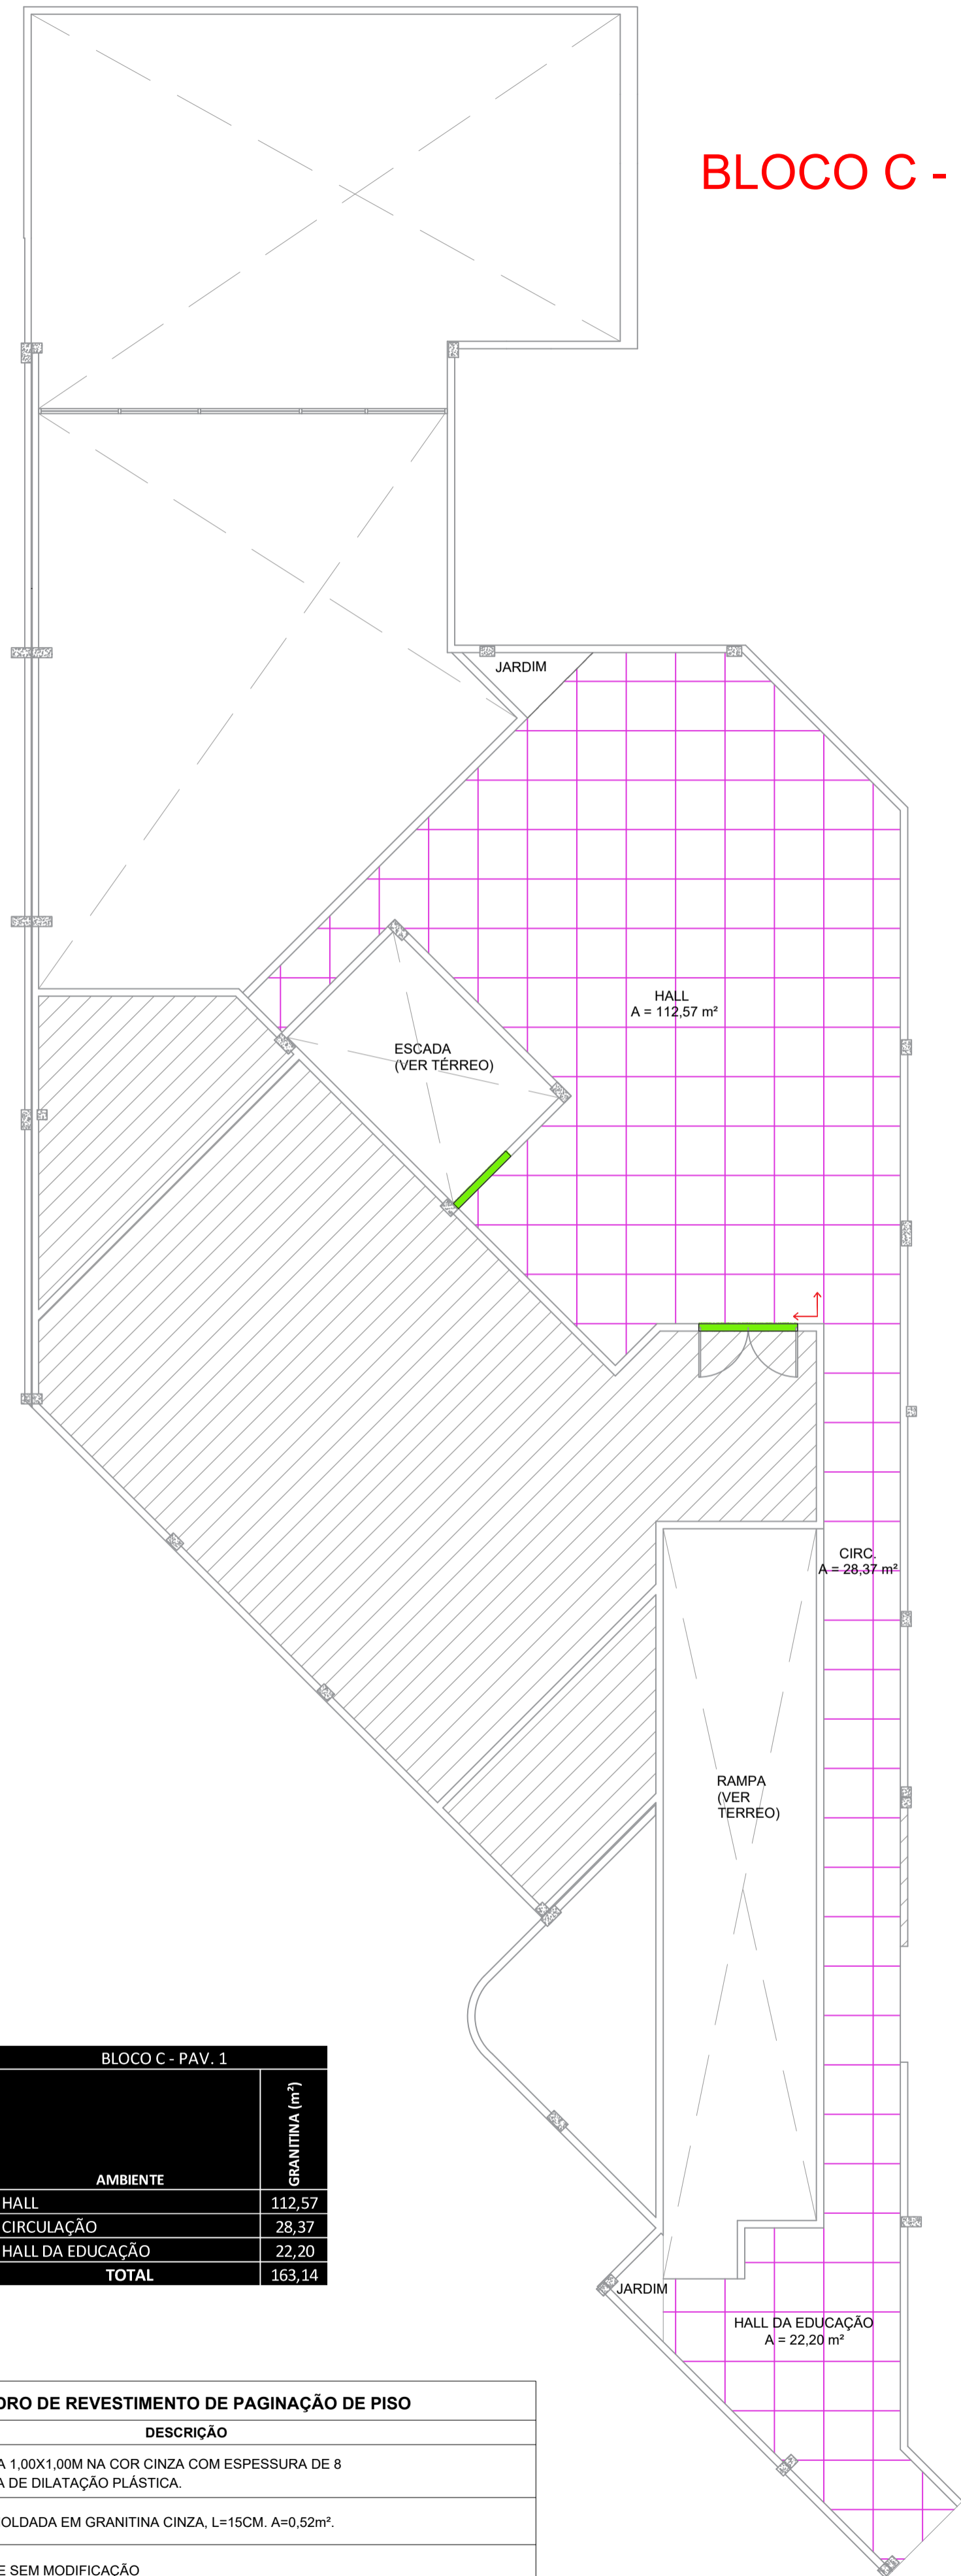 BLOCO C -
JARDIM
HALL
A = 112,57 m²
ESCADA
(VER TÉRREO)
CIRC.
A = 28,37 m²
RAMPA
(VER
TERREO)
BLOCO C - PAV. 1
AMBIENTE
GRANITINA (m²)
HALL 112,57
CIRCULAÇÃO 28,37
HALL DA EDUCAÇÃO 22,20
TOTAL 163,14
JARDIM
HALL DA EDUCAÇÃO
A = 22,20 m²
DRO DE REVESTIMENTO DE PAGINAÇÃO DE PISO
DESCRIÇÃO
A 1,00X1,00M NA COR CINZA COM ESPESSURA DE 8
A DE DILATAÇÃO PLÁSTICA.
OLDADA EM GRANITINA CINZA, L=15CM. A=0,52m².
E SEM MODIFICAÇÃO